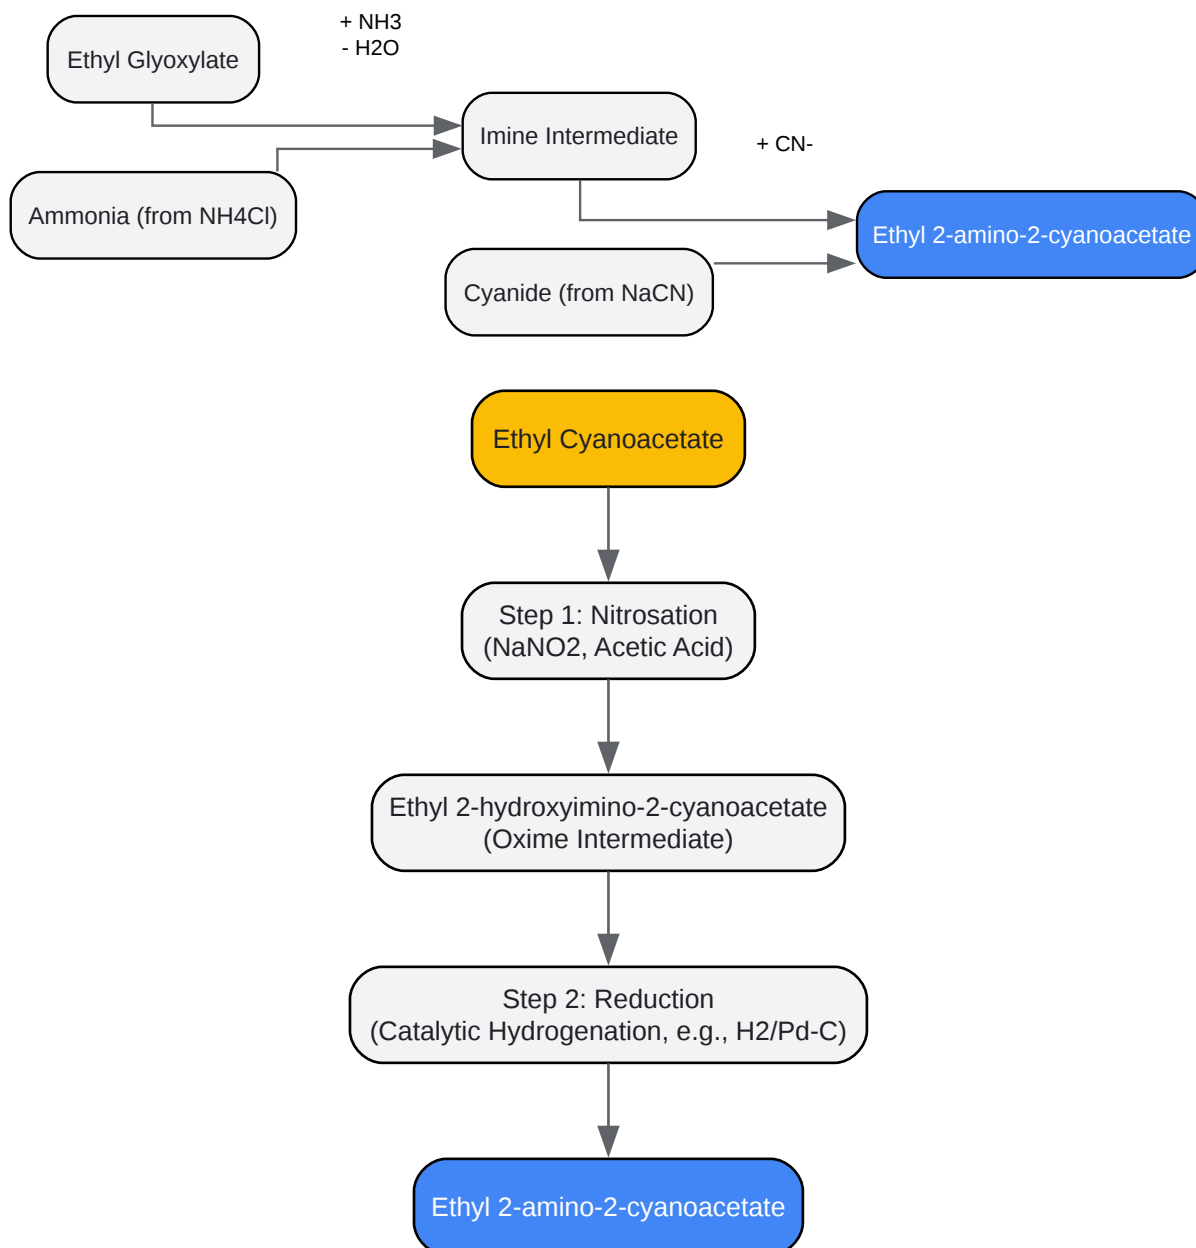 Ethyl Glyoxylate
+ NH3
- H2O
Imine Intermediate
+ CN-
Ammonia (from NH4Cl)
Ethyl 2-amino-2-cyanoacetate
Cyanide (from NaCN)
Ethyl Cyanoacetate
Step 1: Nitrosation
(NaNO2, Acetic Acid)
Ethyl 2-hydroxyimino-2-cyanoacetate
(Oxime Intermediate)
Step 2: Reduction
(Catalytic Hydrogenation, e.g., H2/Pd-C)
Ethyl 2-amino-2-cyanoacetate